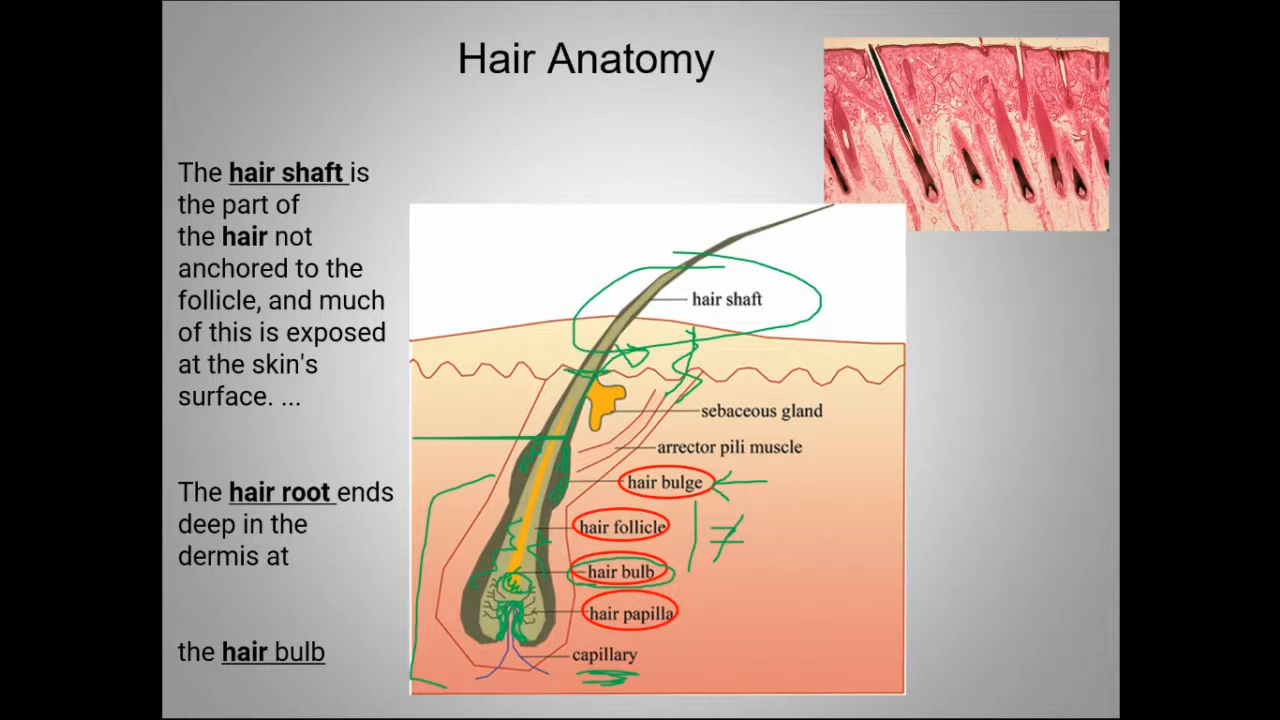 Hair Anatomy
The hair shaft is
the part of
the hair not
anchored to the
follicle, and much
of this is exposed
at the skin's
surface. ...
The hair root ends
deep in the
dermis at
the hair bulb
hair shaft
sebaceous gland
arrector pili muscle
hair bulge
hair follicle
hair bulb
hair papilla
capillary